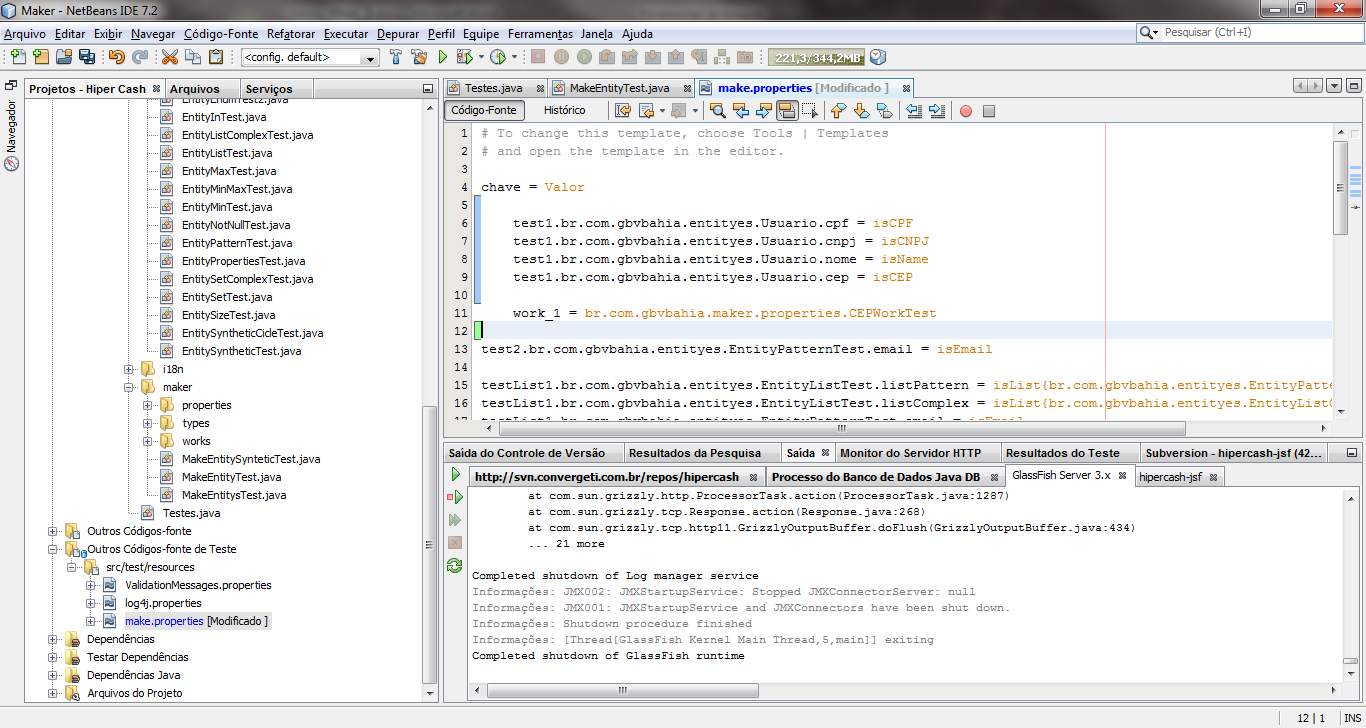 Maker - NetBeans IDE 7.2
Arquivo Editar Exibir Navegar Código-Fonte Refatorar Executar Depurar Perfil Equipe Ferramentas Janela Ajuda
Pesquisar (Ctrl+I)
<config. default>
221,3/344,2MB
Navegador
Projetos - Hiper Cash
Arquivos
Serviços
EntityInTest.java
EntityListComplexTest.java
EntityListTest.java
EntityMaxTest.java
EntityMinMaxTest.java
EntityMinTest.java
EntityNotNullTest.java
EntityPatternTest.java
EntityPropertiesTest.java
EntitySetComplexTest.java
EntitySetTest.java
EntitySizeTest.java
EntitySyntheticCicleTest.java
EntitySyntheticTest.java
i18n
maker
properties
types
works
MakeEntitySynteticTest.java
MakeEntityTest.java
MakeEntitysTest.java
Testes.java
Outros Códigos-fonte
Outros Códigos-fonte de Teste
src/test/resources
ValidationMessages.properties
log4j.properties
make.properties [Modificado ]
Dependências
Testar Dependências
Dependências Java
Arquivos do Projeto
Testes.java
MakeEntityTest.java
make.properties [Modificado ]
Código-Fonte
Histórico
1 # To change this template, choose Tools | Templates
2 # and open the template in the editor.
3
4 chave = Valor
5
6 test1.br.com.gbvbahia.entityes.Usuario.cpf = isCPF
7 test1.br.com.gbvbahia.entityes.Usuario.cnpj = isCNPJ
8 test1.br.com.gbvbahia.entityes.Usuario.nome = isName
9 test1.br.com.gbvbahia.entityes.Usuario.cep = isCEP
10
11 work_1 = br.com.gbvbahia.maker.properties.CEPWorkTest
12
13 test2.br.com.gbvbahia.entityes.EntityPatternTest.email = isEmail
14
15 testList1.br.com.gbvbahia.entityes.EntityListTest.listPattern = isList{br.com.gbvbahia.entityes.EntityPatte
16 testList1.br.com.gbvbahia.entityes.EntityListTest.listComplex = isList{br.com.gbvbahia.entityes.EntityListC
Saída do Controle de Versão
Resultados da Pesquisa
Saída
Monitor do Servidor HTTP
Resultados do Teste
Subversion - hipercash-jsf (42...
http://svn.convergeti.com.br/repos/hipercash
Processo do Banco de Dados Java DB
GlassFish Server 3.x
hipercash-jsf
at com.sun.grizzly.http.ProcessorTask.action(ProcessorTask.java:1287)
at com.sun.grizzly.tcp.Response.action(Response.java:268)
at com.sun.grizzly.tcp.http11.GrizzlyOutputBuffer.doFlush(GrizzlyOutputBuffer.java:434)
... 21 more
Completed shutdown of Log manager service
Informações: JMX002: JMXStartupService: Stopped JMXConnectorServer: null
Informações: JMX001: JMXStartupService and JMXConnectors have been shut down.
Informações: Shutdown procedure finished
Informações: [Thread[GlassFish Kernel Main Thread,5,main]] exiting
Completed shutdown of GlassFish runtime
12 | 1 INS